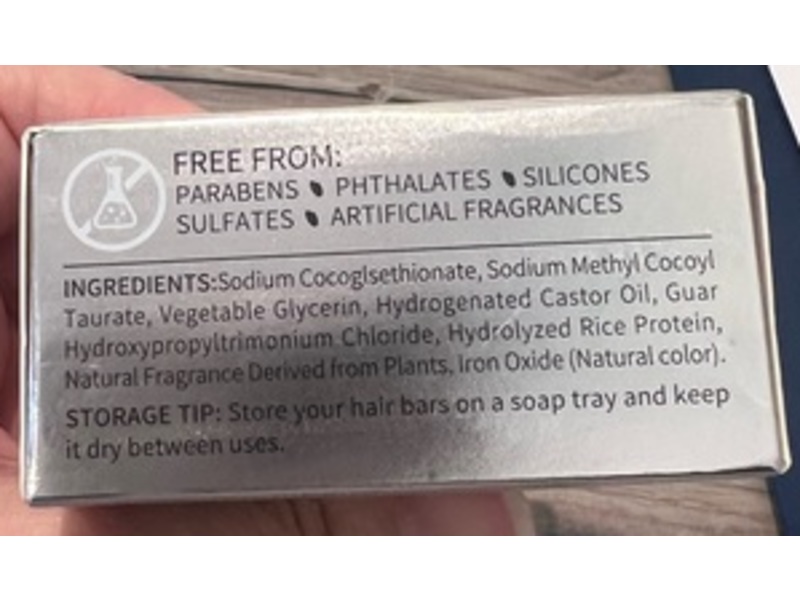 FREE FROM:
PARABENS • PHTHALATES • SILICONES
SULFATES • ARTIFICIAL FRAGRANCES
INGREDIENTS:Sodium Cocoglsethionate, Sodium Methyl Cocoyl
Taurate, Vegetable Glycerin, Hydrogenated Castor Oil, Guar
Hydroxypropyltrimonium Chloride, Hydrolyzed Rice Protein,
Natural Fragrance Derived from Plants, Iron Oxide (Natural color).
STORAGE TIP: Store your hair bars on a soap tray and keep
it dry between uses.